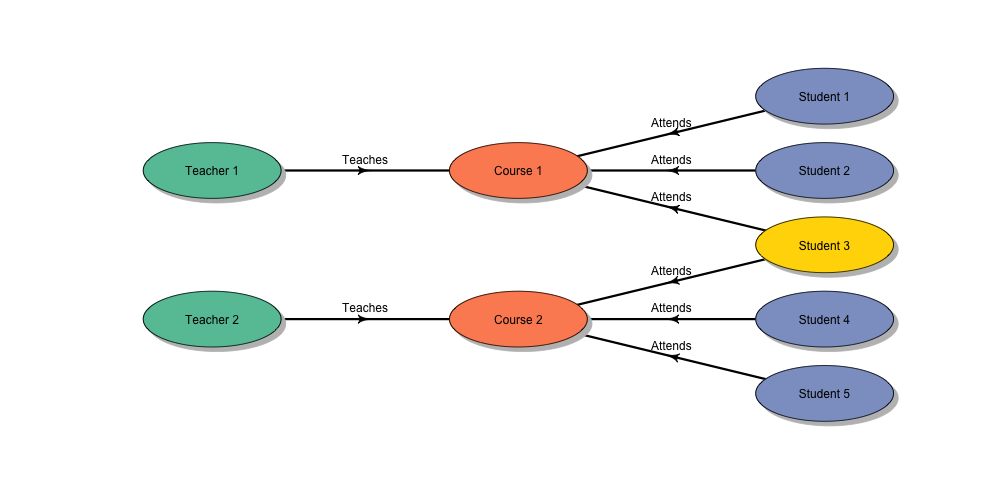 Student 1
Attends
Teacher 1
Teaches
Course 1
Attends
Student 2
Attends
Student 3
Attends
Teacher 2
Teaches
Course 2
Attends
Student 4
Attends
Student 5